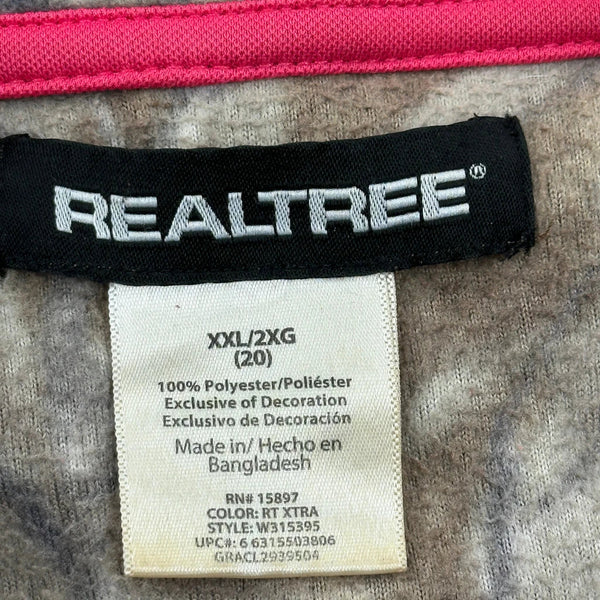 REALTREE®
XXL/2XG
(20)
100% Polyester/Poliéster
Exclusive of Decoration
Exclusivo de Decoración
Made in/ Hecho en
Bangladesh
RN# 15897
COLOR: RT XTRA
STYLE: W315395
UPC#: 6 6315503806
GRACL2939504